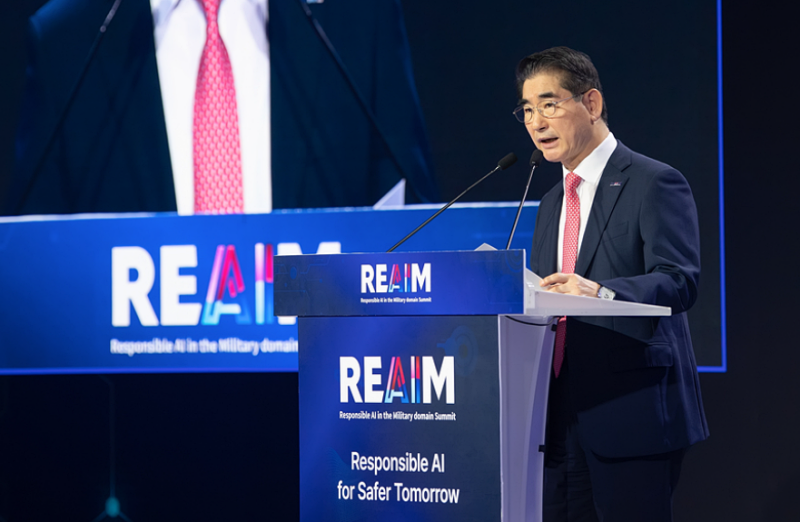 REAIM
Responsible AI in the Military domain
REAIM
Responsible AI in the Military domain Summit
REAIM
Responsible AI in the Military domain Summit
Responsible AI
for Safer Tomorrow